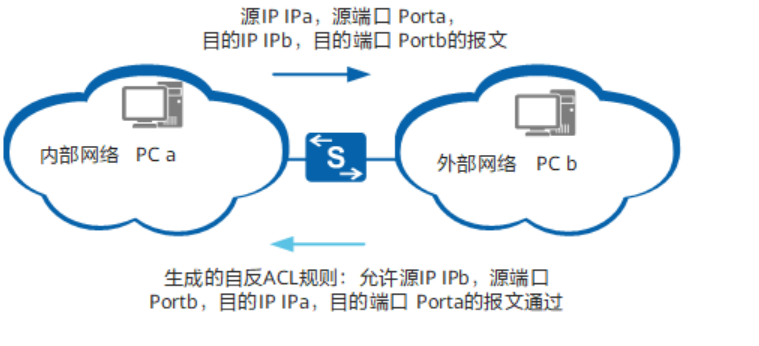 源IP IPa，源端口 Porta，
目的IP IPb，目的端口 Portb的报文
内部网络 PC a
S
外部网络 PC b
生成的自反ACL规则：允许源IP IPb，源端口
Portb，目的IP IPa，目的端口 Porta的报文通过